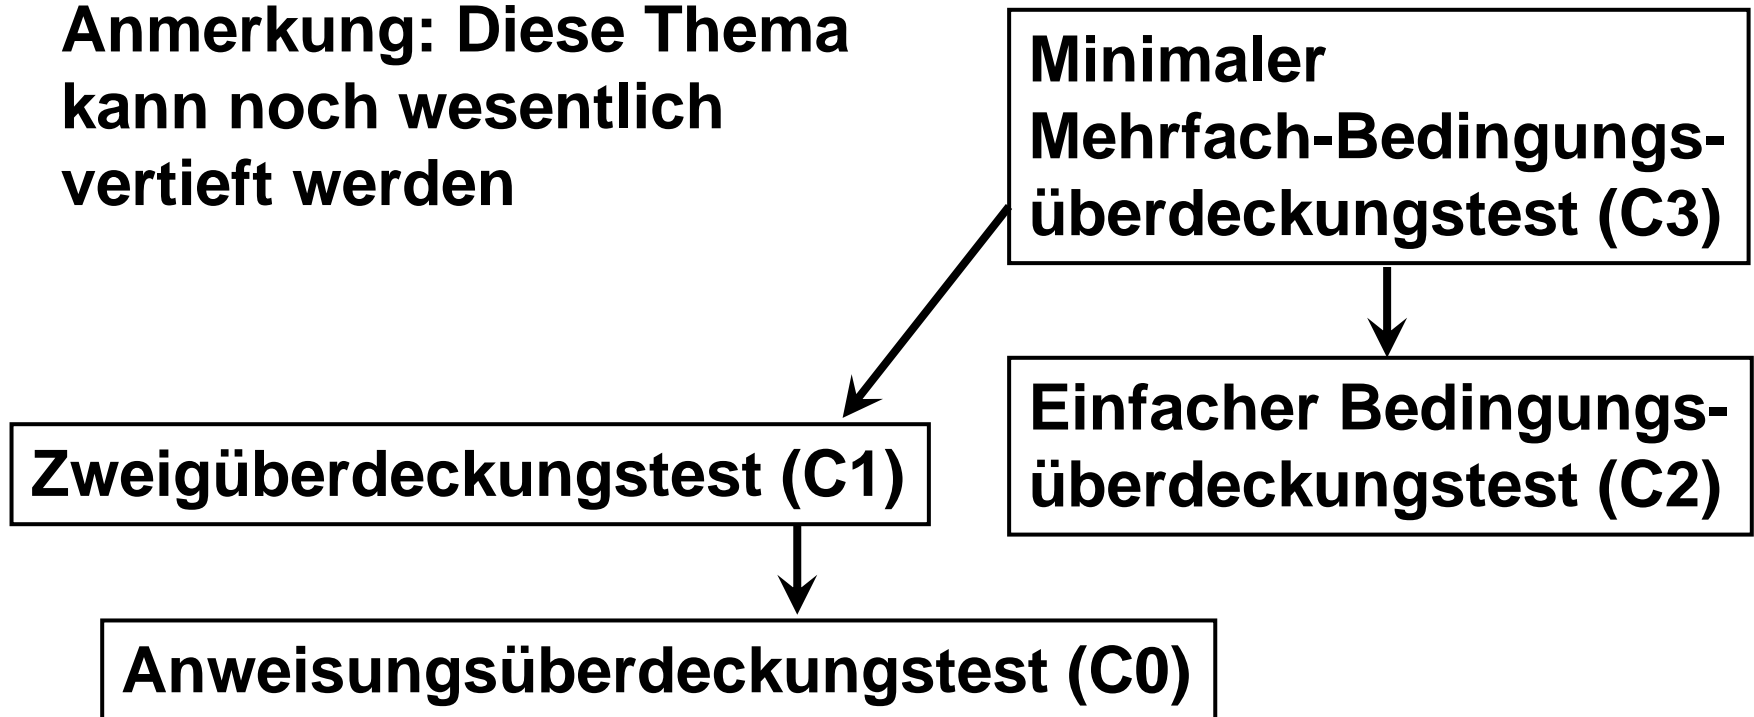 Anmerkung: Diese Thema
kann noch wesentlich
vertieft werden
Minimaler
Mehrfach-Bedingungs-
überdeckungstest (C3)
Einfacher Bedingungs-
überdeckungstest (C2)
Zweigüberdeckungstest (C1)
Anweisungsüberdeckungstest (C0)